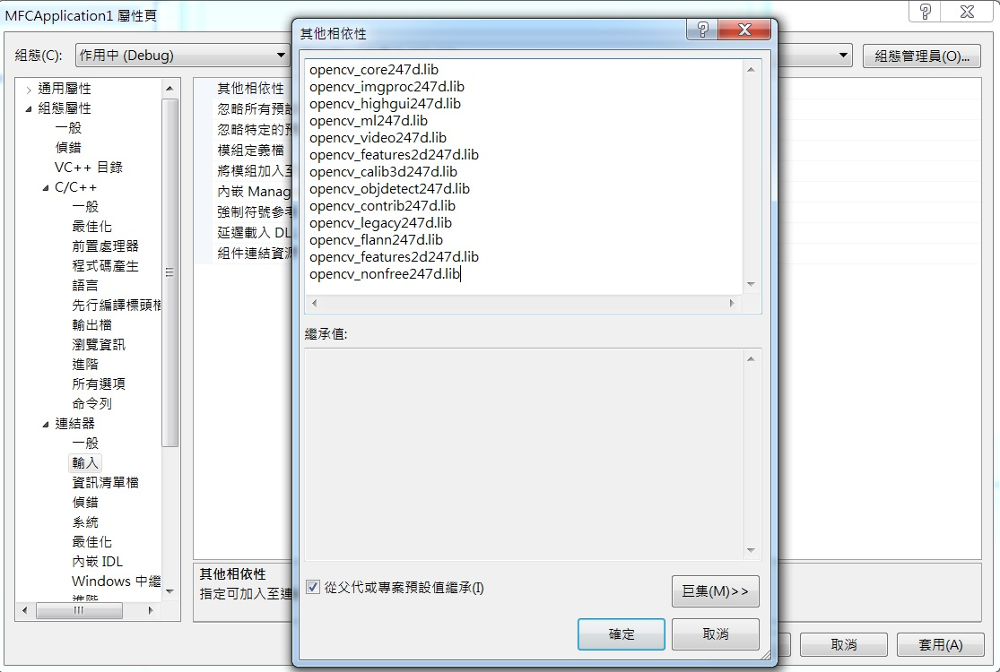 MFCApplication1 屬性頁
組態(C):
作用中 (Debug)
組態管理員(O)...
通用屬性
組態屬性
一般
偵錯
VC++ 目錄
C/C++
一般
最佳化
前置處理器
程式碼產生
語言
先行編譯標頭檔
輸出檔
瀏覽資訊
進階
所有選項
命令列
連結器
一般
輸入
資訊清單檔
偵錯
系統
最佳化
內嵌 IDL
Windows 中繼
進階
其他相依性
忽略所有預設
忽略特定的預
模組定義檔
將模組加入至
內嵌 Manag
強制符號參考
延遲載入 DL
組件連結資源
其他相依性
指定可加入至連
其他相依性
opencv_core247d.lib
opencv_imgproc247d.lib
opencv_highgui247d.lib
opencv_ml247d.lib
opencv_video247d.lib
opencv_features2d247d.lib
opencv_calib3d247d.lib
opencv_objdetect247d.lib
opencv_contrib247d.lib
opencv_legacy247d.lib
opencv_flann247d.lib
opencv_features2d247d.lib
opencv_nonfree247d.lib
繼承值:
從父代或專案預設值繼承(I)
巨集(M)>>
確定
取消
取消
套用(A)